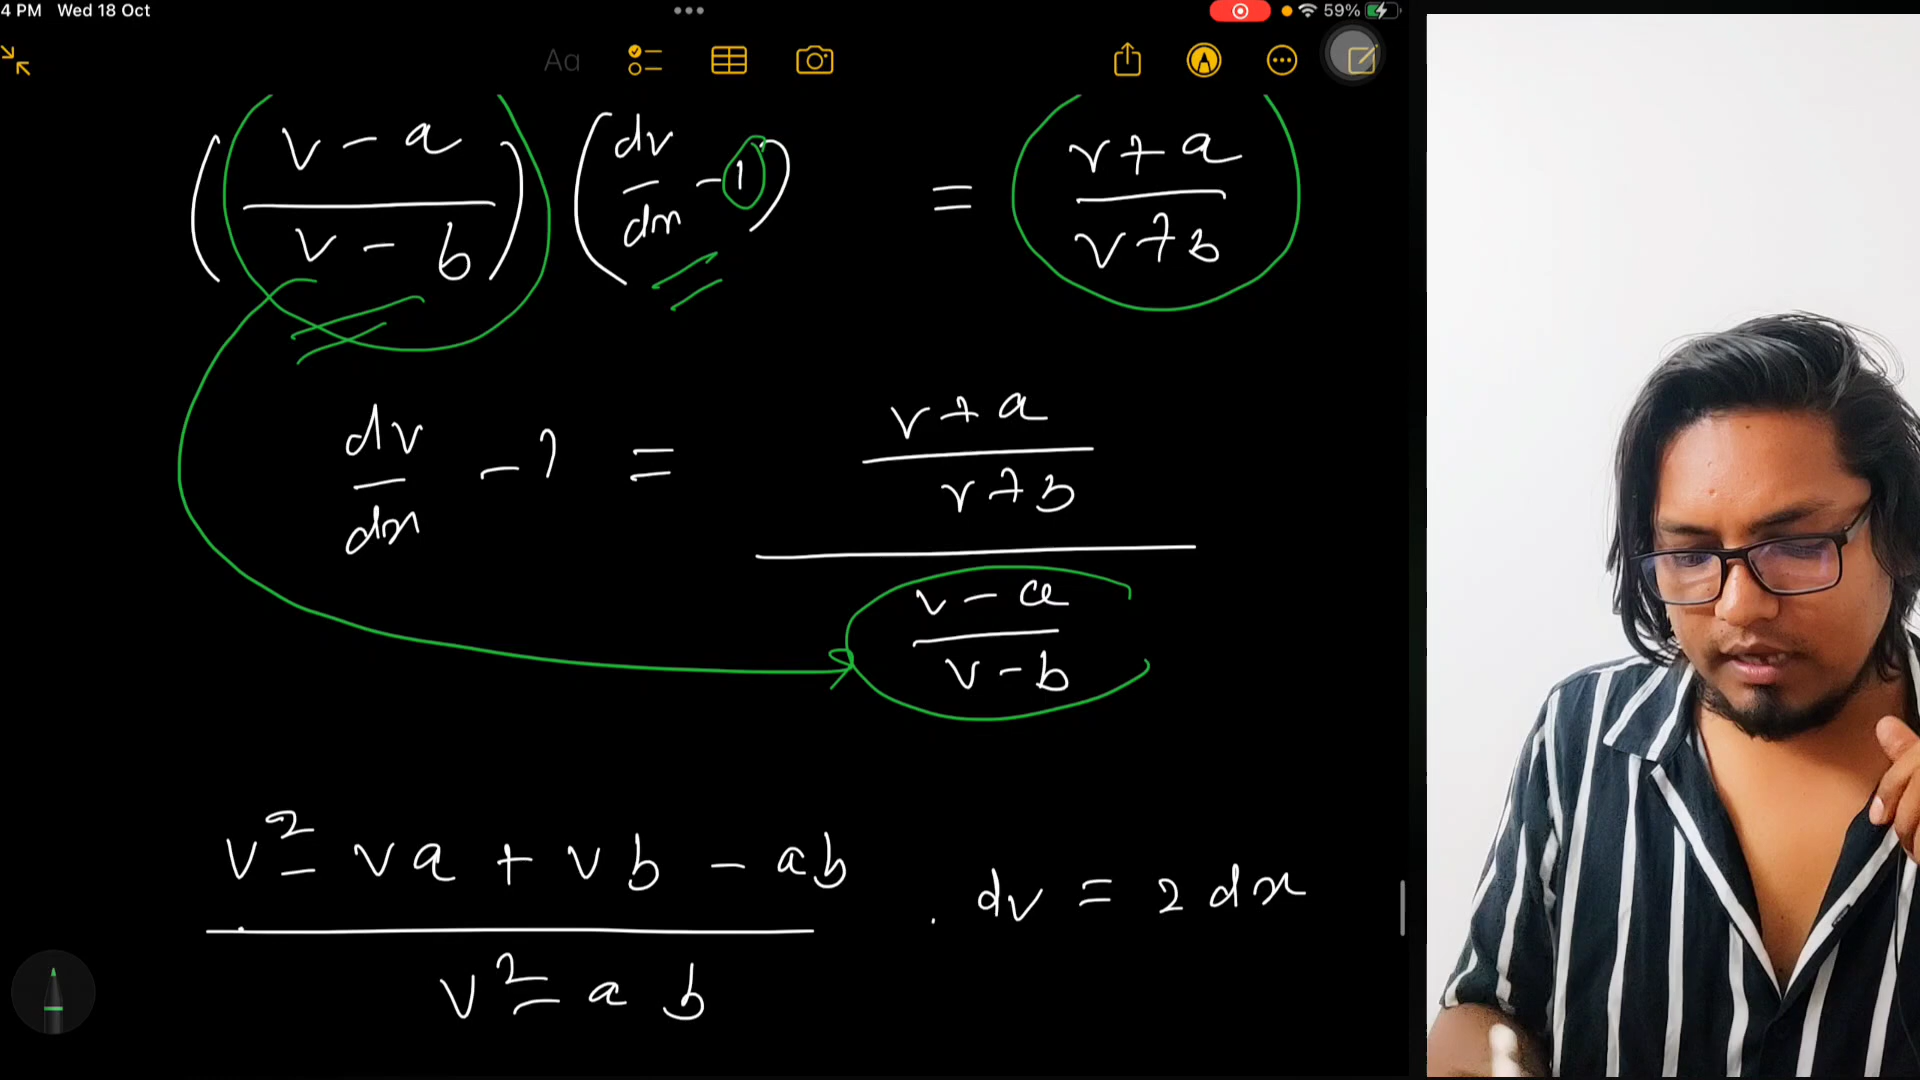 4 PM Wed 18 Oct
59%
Aa
( (v - a)/(v - b) ) ( dv/dx - 1 ) = (v + a)/(v + b)
dv/dx - 1 = ((v + a)/(v + b)) / ((v - a)/(v - b))
(v² - va + vb - ab)/(v² - ab) . dv = 2 dx